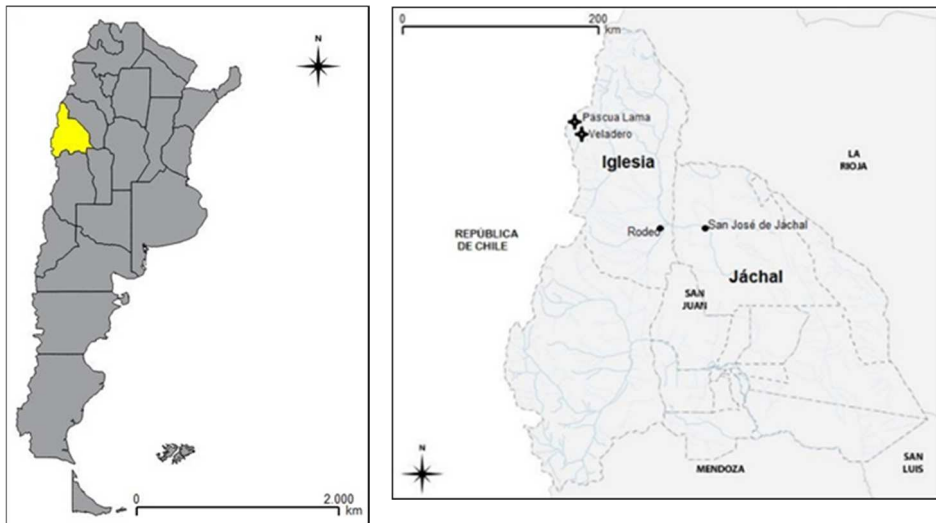 N
0
2.000
km
0
200
km
Pascua Lama
Veladero
Iglesia
LA
RIOJA
REPÚBLICA
DE CHILE
Rodeo
San José de Jáchal
Jáchal
SAN
JUAN
N
MENDOZA
SAN
LUIS